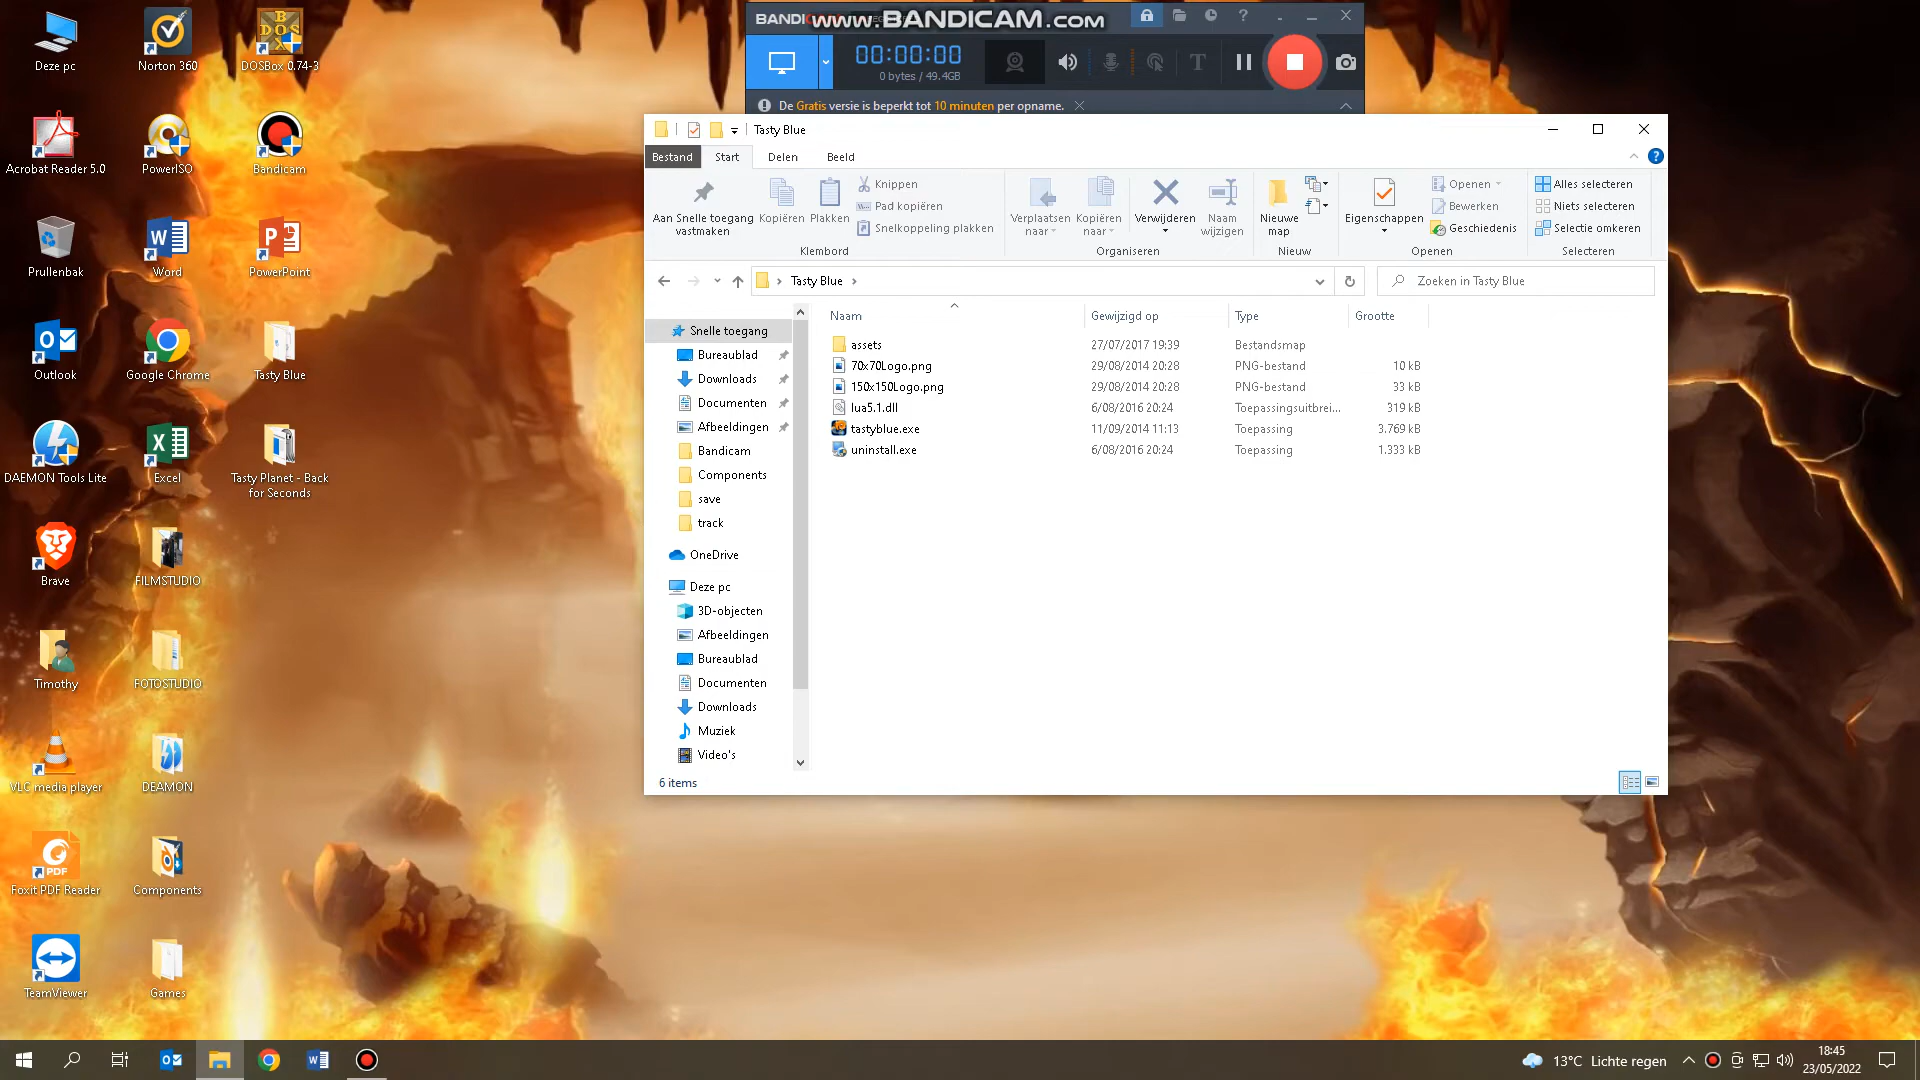 Deze pc
Norton 360
DOSBox 0.74-3
Acrobat Reader 5.0
PowerISO
Bandicam
Prullenbak
Word
PowerPoint
Outlook
Google Chrome
Tasty Blue
DAEMON Tools Lite
Excel
Tasty Planet - Back
for Seconds
Brave
FILMSTUDIO
Timothy
FOTOSTUDIO
VLC media player
DEAMON
Foxit PDF Reader
Components
TeamViewer
Games
www.BANDICAM.com
00:00:00
0 bytes / 49.4GB
De Gratis versie is beperkt tot 10 minuten per opname.
Tasty Blue
Bestand
Start
Delen
Beeld
Aan Snelle toegang
vastmaken
Kopiëren
Plakken
Knippen
Pad kopiëren
Snelkoppeling plakken
Klembord
Verplaatsen
naar
Kopiëren
naar
Verwijderen
Naam
wijzigen
Organiseren
Nieuwe
map
Nieuw
Eigenschappen
Openen
Bewerken
Geschiedenis
Openen
Alles selecteren
Niets selecteren
Selectie omkeren
Selecteren
Tasty Blue
Zoeken in Tasty Blue
Snelle toegang
Bureaublad
Downloads
Documenten
Afbeeldingen
Bandicam
Components
save
track
OneDrive
Deze pc
3D-objecten
Afbeeldingen
Bureaublad
Documenten
Downloads
Muziek
Video's
Naam Gewijzigd op Type Grootte
assets 27/07/2017 19:39 Bestandsmap
70x70Logo.png 29/08/2014 20:28 PNG-bestand 10 kB
150x150Logo.png 29/08/2014 20:28 PNG-bestand 33 kB
lua5.1.dll 6/08/2016 20:24 Toepassingsuitbrei... 319 kB
tastyblue.exe 11/09/2014 11:13 Toepassing 3.769 kB
uninstall.exe 6/08/2016 20:24 Toepassing 1.333 kB
6 items
13°C Lichte regen
18:45
23/05/2022